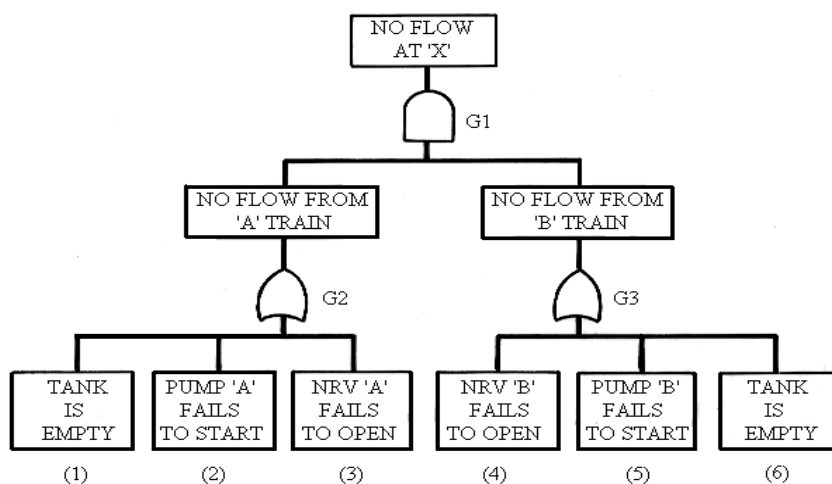 NO FLOW
AT 'X'
G1
NO FLOW FROM
'A' TRAIN
NO FLOW FROM
'B' TRAIN
G2
G3
TANK
IS
EMPTY
PUMP 'A'
FAILS
TO START
NRV 'A'
FAILS
TO OPEN
NRV 'B'
FAILS
TO OPEN
PUMP 'B'
FAILS
TO START
TANK
IS
EMPTY
(1)
(2)
(3)
(4)
(5)
(6)